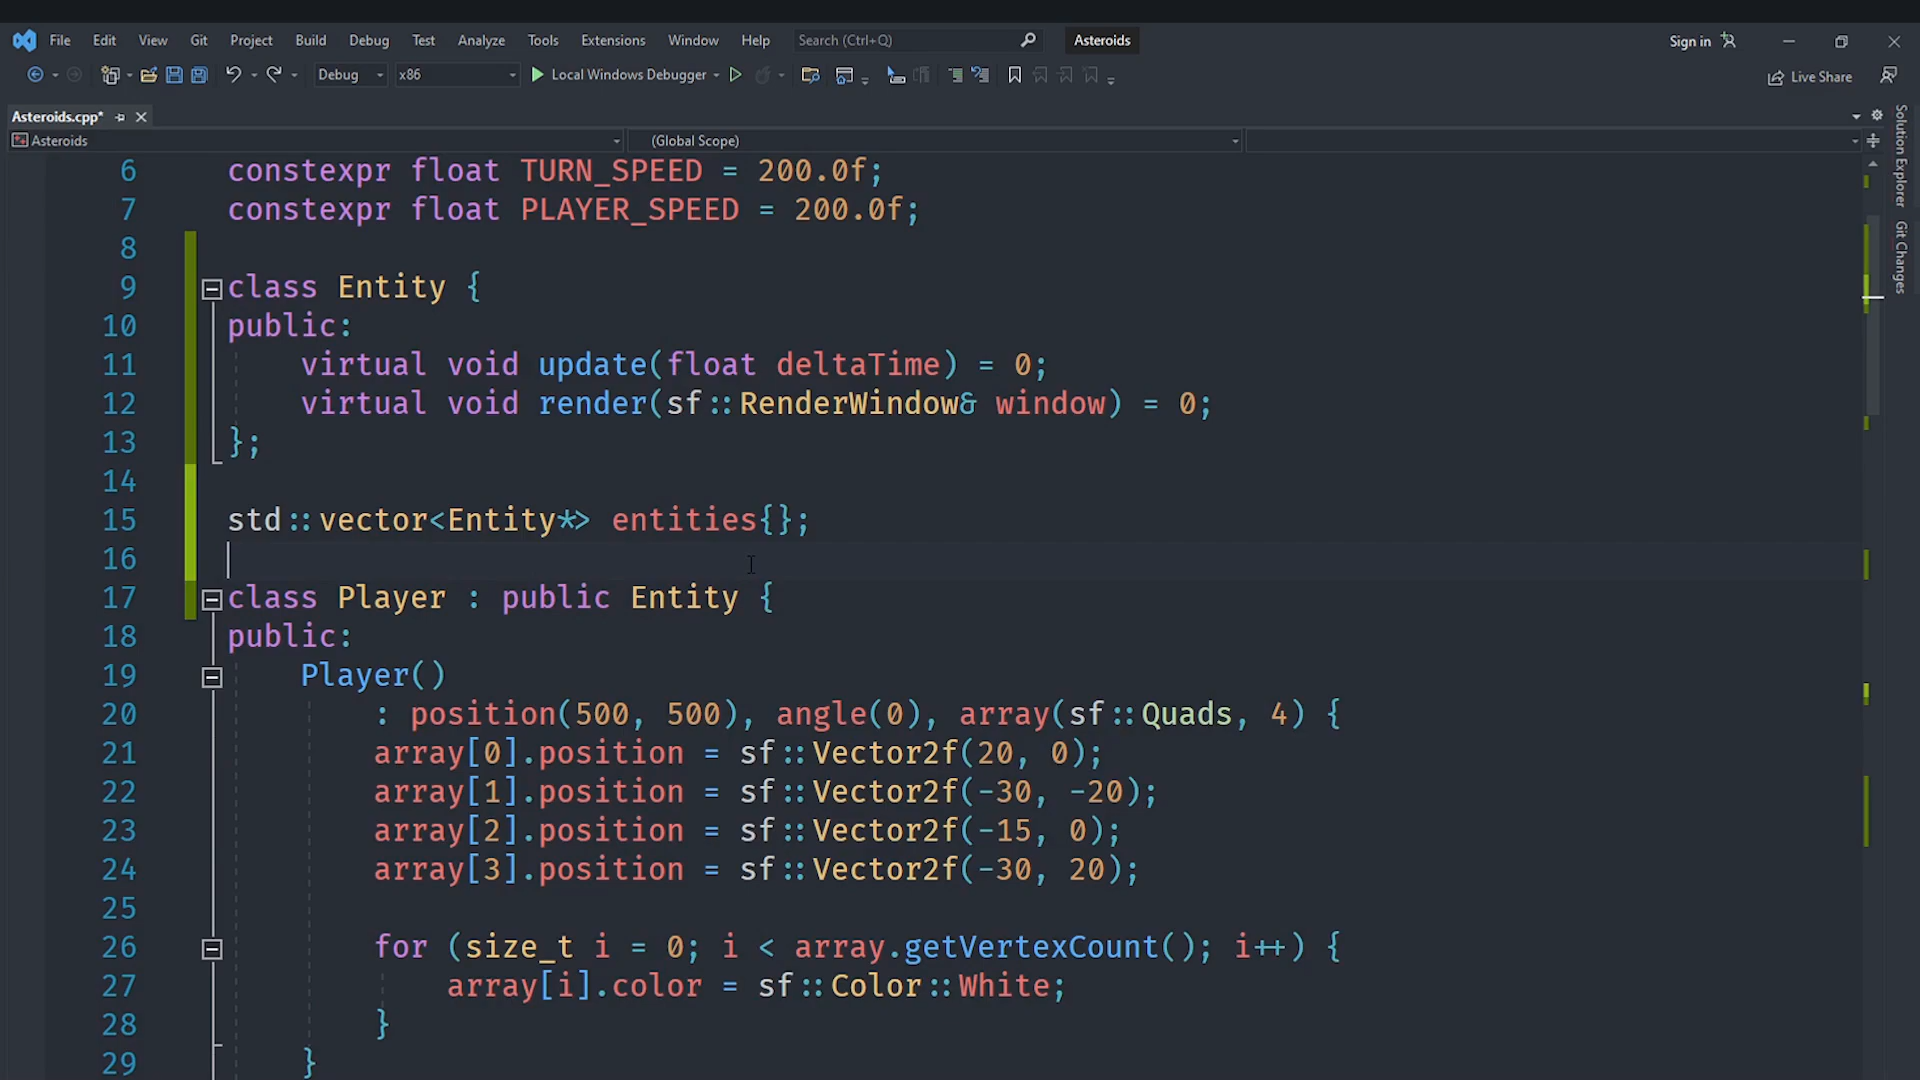 File Edit View Git Project Build Debug Test Analyze Tools Extensions Window Help Search (Ctrl+Q) Asteroids Sign in
Debug x86 Local Windows Debugger Live Share
Asteroids.cpp*
Asteroids (Global Scope)
Solution Explorer
Git Changes
6 constexpr float TURN_SPEED = 200.0f;
7 constexpr float PLAYER_SPEED = 200.0f;
8
9 class Entity {
10 public:
11 virtual void update(float deltaTime) = 0;
12 virtual void render(sf::RenderWindow& window) = 0;
13 };
14
15 std::vector<Entity*> entities{};
16
17 class Player : public Entity {
18 public:
19 Player()
20 : position(500, 500), angle(0), array(sf::Quads, 4) {
21 array[0].position = sf::Vector2f(20, 0);
22 array[1].position = sf::Vector2f(-30, -20);
23 array[2].position = sf::Vector2f(-15, 0);
24 array[3].position = sf::Vector2f(-30, 20);
25
26 for (size_t i = 0; i < array.getVertexCount(); i++) {
27 array[i].color = sf::Color::White;
28 }
29 }